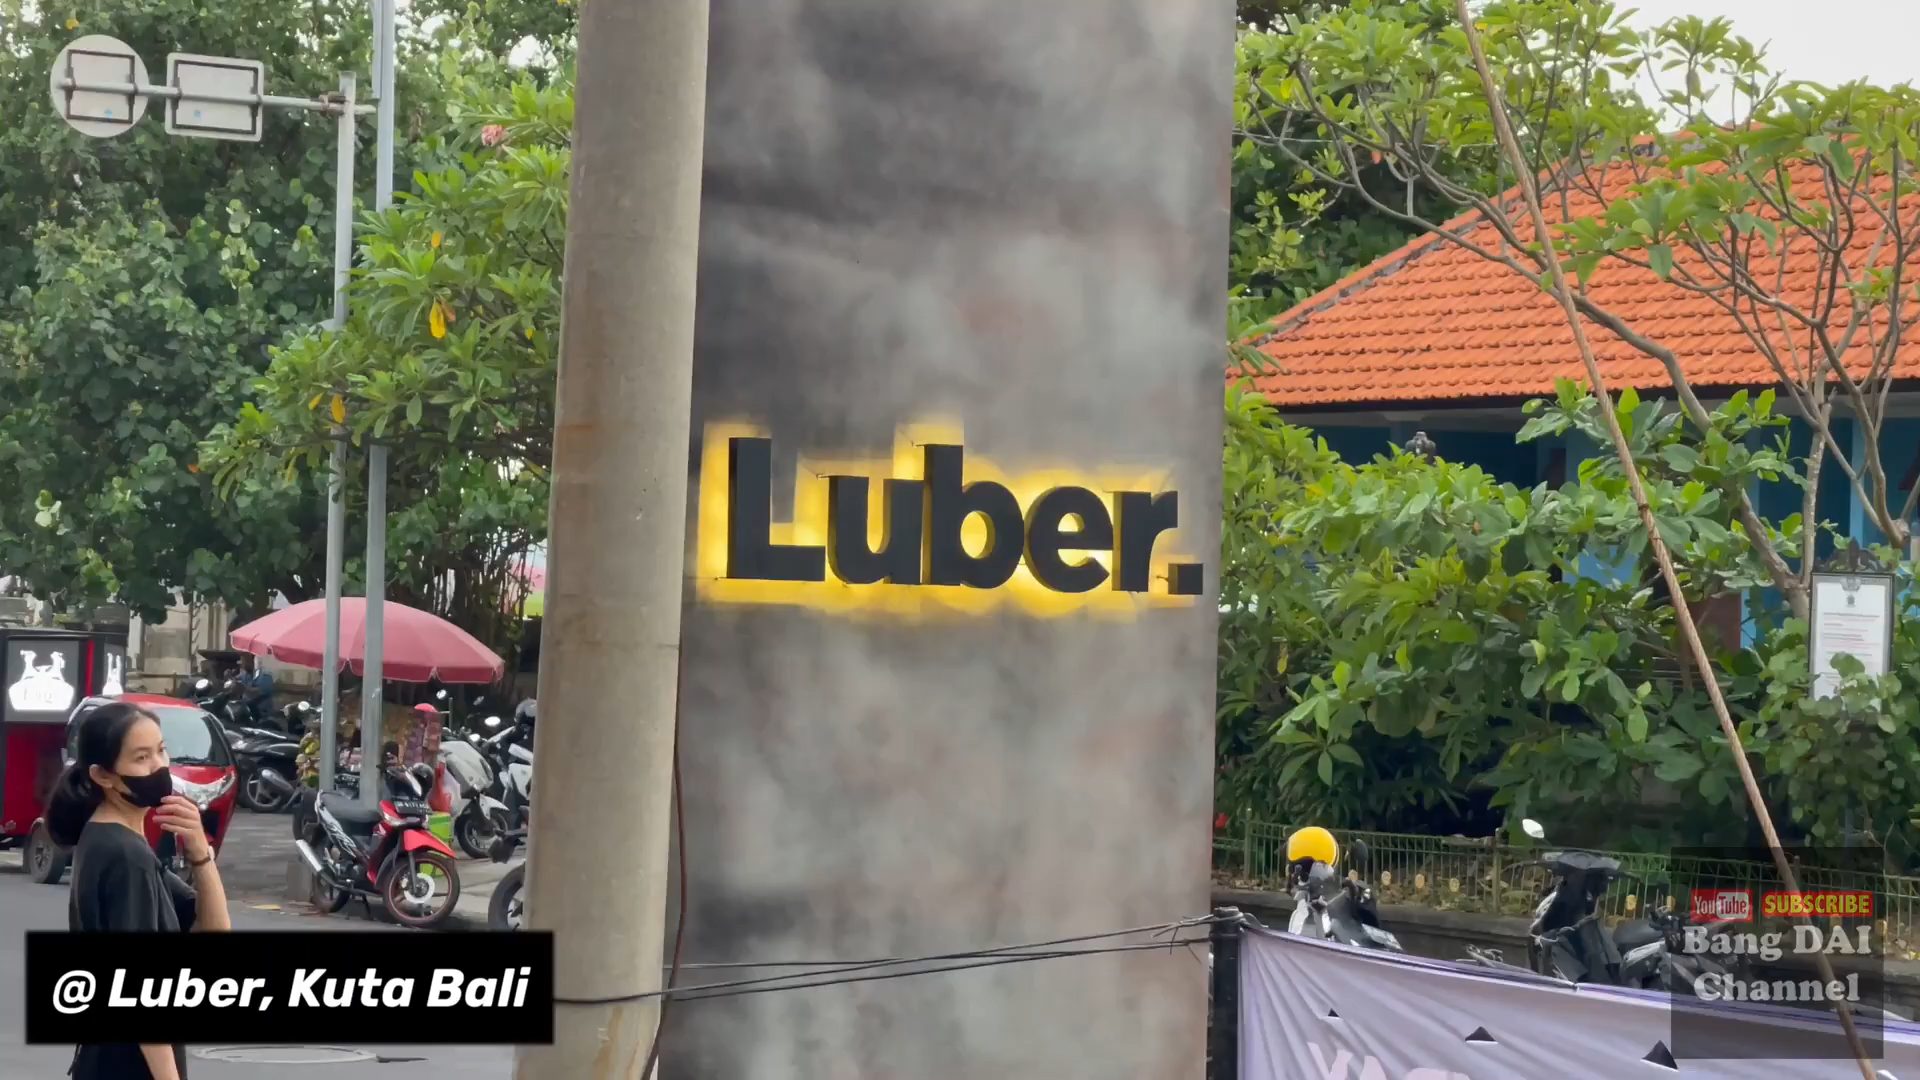 Luber.
@ Luber, Kuta Bali
YouTube SUBSCRIBE
Bang DAI
Channel